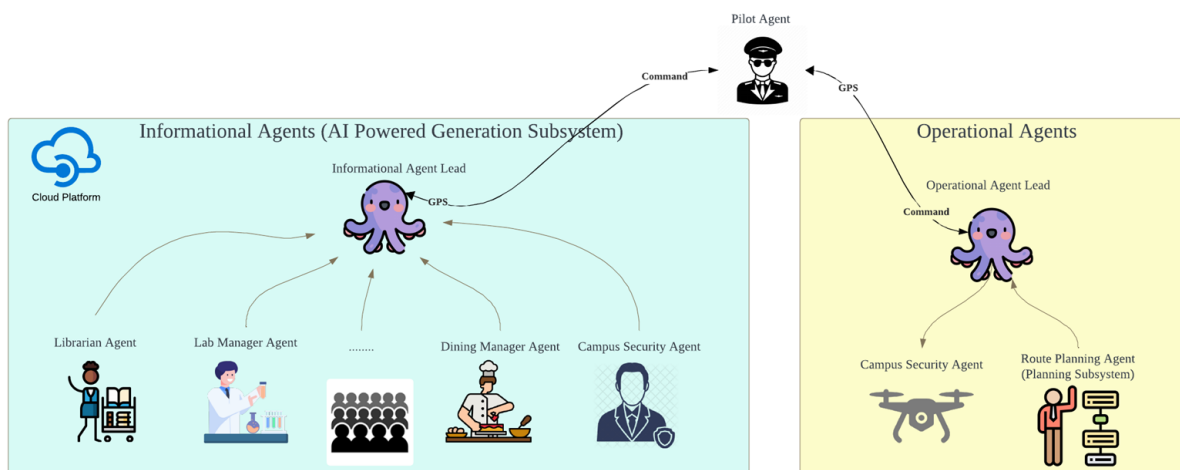 Pilot Agent
Command
GPS
Informational Agents (AI Powered Generation Subsystem)
Operational Agents
Cloud Platform
Informational Agent Lead
GPS
Operational Agent Lead
Command
Librarian Agent
Lab Manager Agent
........
Dining Manager Agent
Campus Security Agent
Campus Security Agent
Route Planning Agent
(Planning Subsystem)